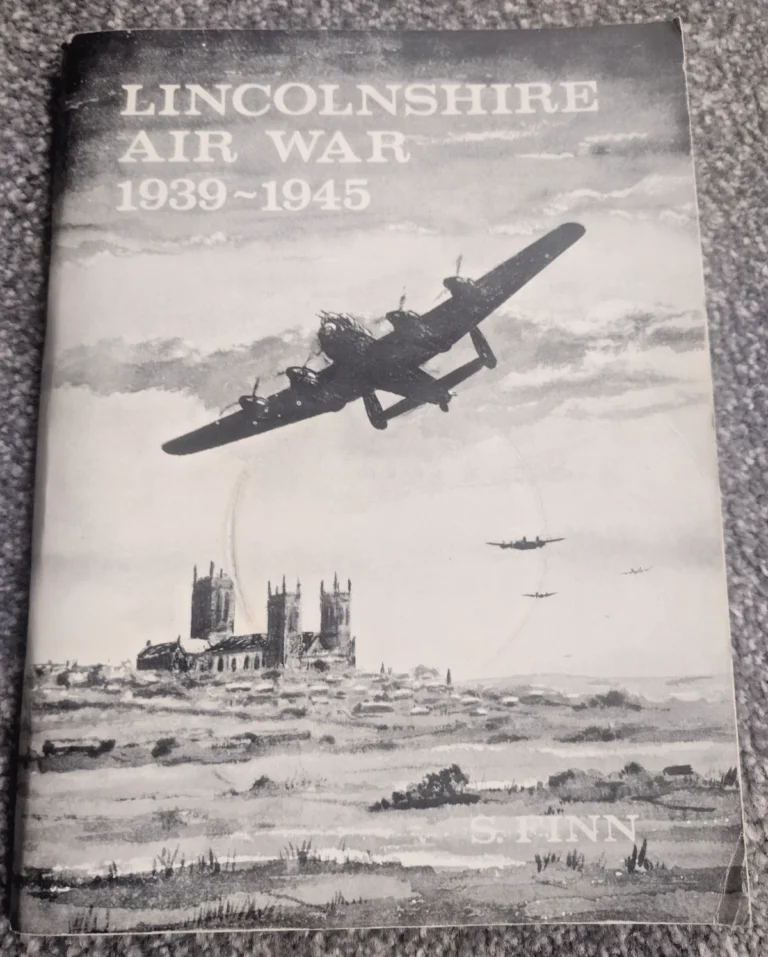 LINCOLNSHIRE
AIR WAR
1939~1945
S. FINN